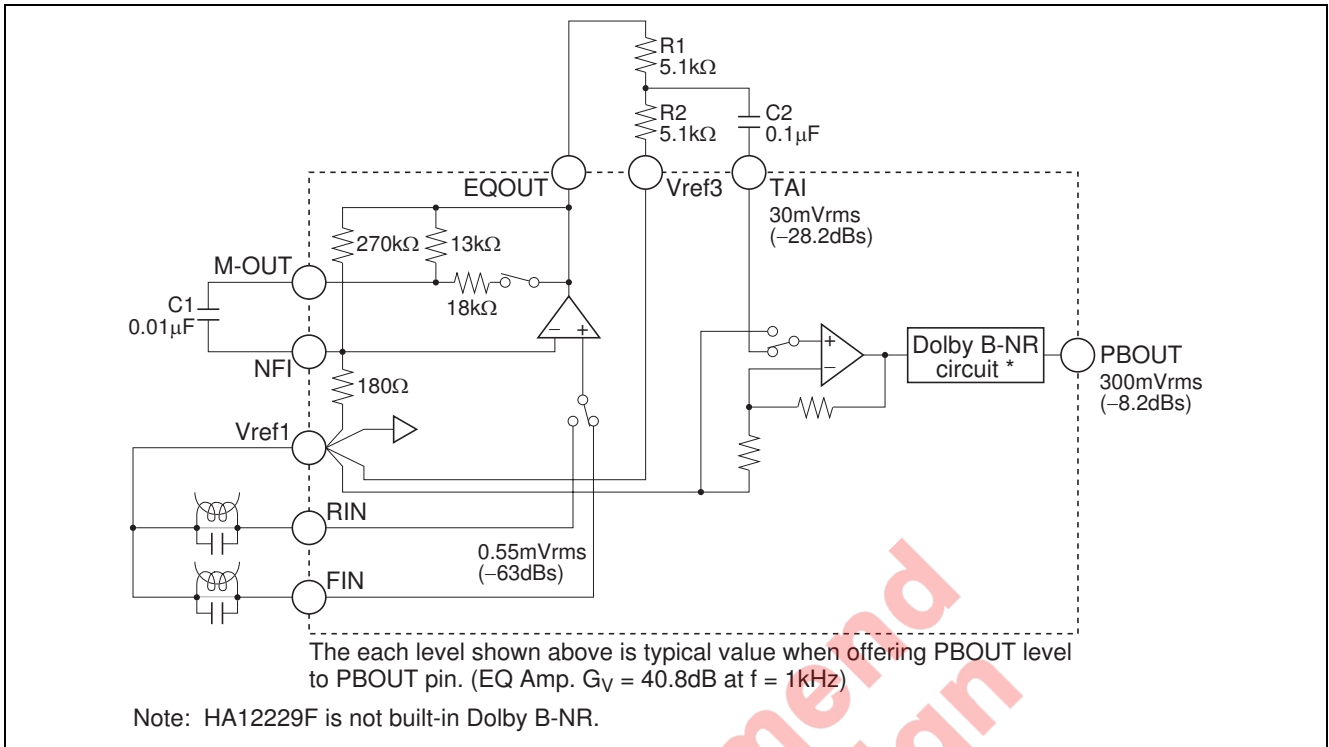 R1
5.1kΩ
R2
5.1kΩ
C2
0.1μF
EQOUT
Vref3
TAI
30mVrms
(−28.2dBs)
270kΩ
13kΩ
M-OUT
18kΩ
C1
0.01μF
− +
NFI
180Ω
+
−
Dolby B-NR
circuit *
PBOUT
300mVrms
(−8.2dBs)
Vref1
RIN
0.55mVrms
(−63dBs)
FIN
The each level shown above is typical value when offering PBOUT level
to PBOUT pin. (EQ Amp. GV = 40.8dB at f = 1kHz)
Note: HA12229F is not built-in Dolby B-NR.
mend
sign